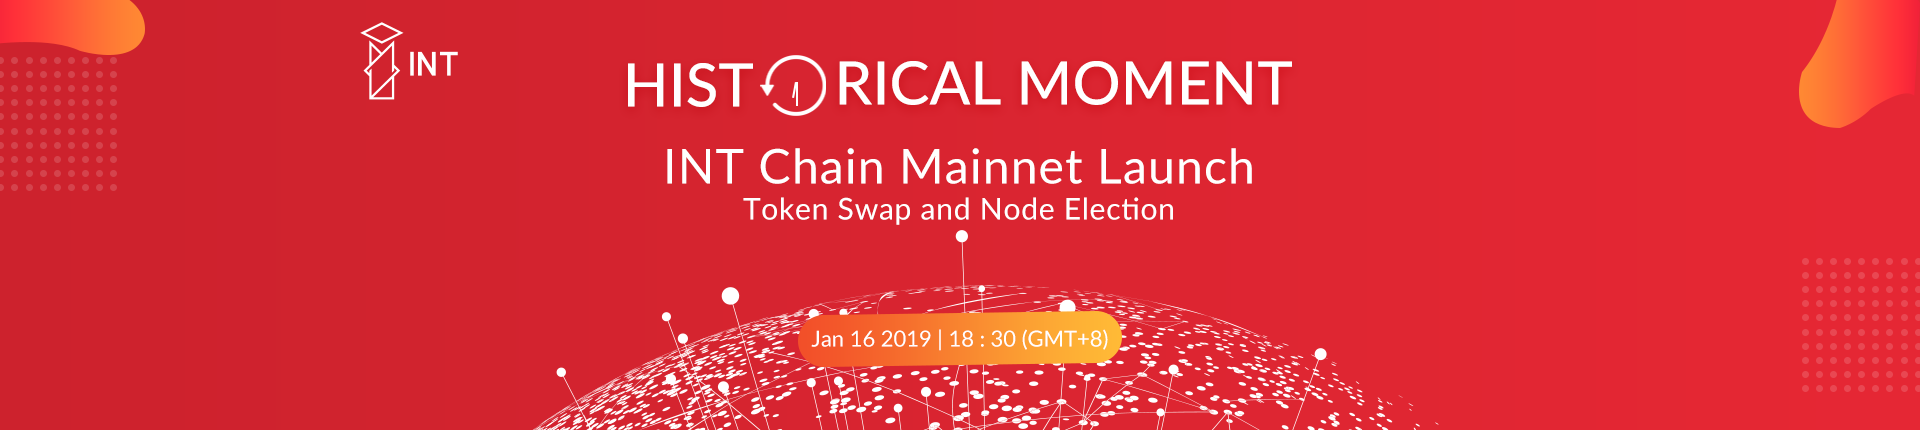 INT
HISTORICAL MOMENT
INT Chain Mainnet Launch
Token Swap and Node Election
Jan 16 2019 | 18 : 30 (GMT+8)